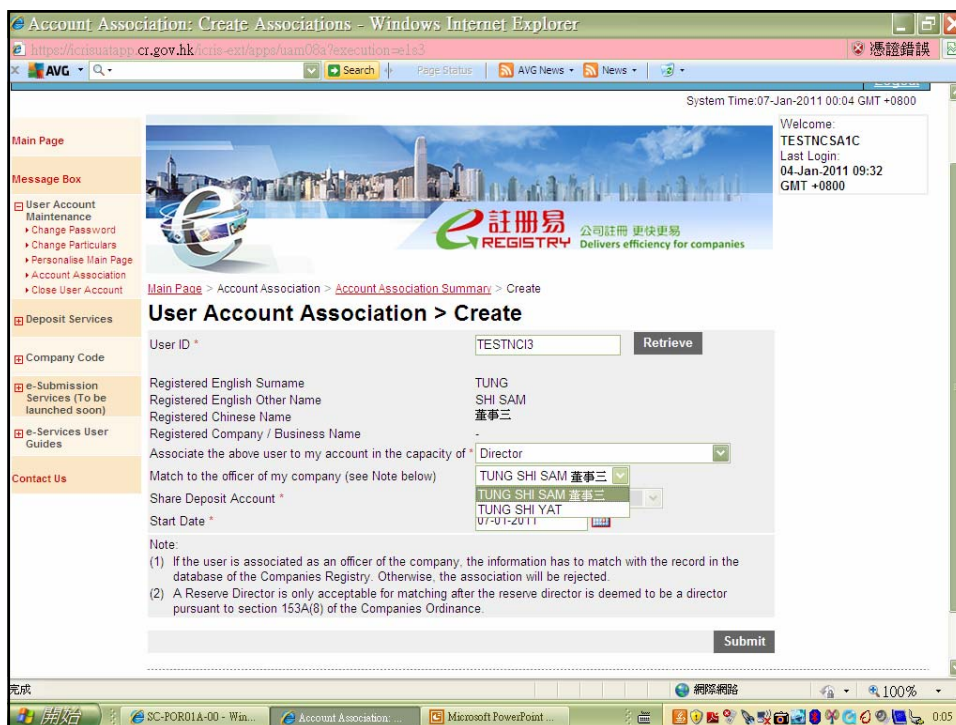 Account Association: Create Associations - Windows Internet Explorer
https://icrisuatapp.cr.gov.hk/icris-ext/apps/uam08a?execution=e1s3
憑證錯誤
AVG
Search
Page Status
AVG News
News
System Time:07-Jan-2011 00:04 GMT +0800
Main Page
Message Box
User Account Maintenance
Change Password
Change Particulars
Personalise Main Page
Account Association
Close User Account
Deposit Services
Company Code
e-Submission Services (To be launched soon)
e-Services User Guides
Contact Us
註冊易
REGISTRY
公司註冊 更快更易
Delivers efficiency for companies
Welcome:
TESTNCSA1C
Last Login:
04-Jan-2011 09:32
GMT +0800
Main Page > Account Association > Account Association Summary > Create
User Account Association > Create
User ID * TESTNCI3 Retrieve
Registered English Surname TUNG
Registered English Other Name SHI SAM
Registered Chinese Name 董事三
Registered Company / Business Name -
Associate the above user to my account in the capacity of * Director
Match to the officer of my company (see Note below) TUNG SHI SAM 董事三
TUNG SHI SAM 董事三
Share Deposit Account *
TUNG SHI YAT
Start Date * 07-01-2011
Note:
(1) If the user is associated as an officer of the company, the information has to match with the record in the
database of the Companies Registry. Otherwise, the association will be rejected.
(2) A Reserve Director is only acceptable for matching after the reserve director is deemed to be a director
pursuant to section 153A(8) of the Companies Ordinance.
Submit
完成
網際網路
100%
開始
SC-POR01A-00 - Win...
Account Association: ...
Microsoft PowerPoint ...
0:05